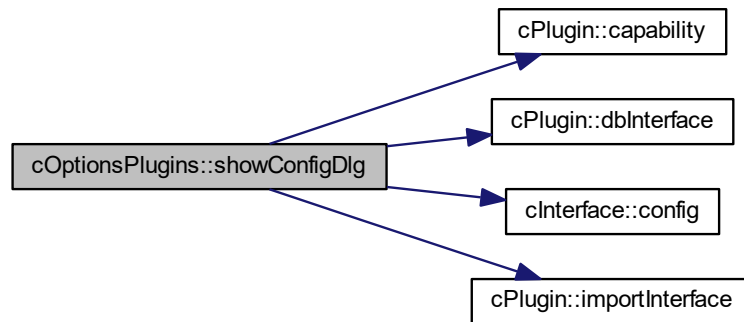 cPlugin::capability
cPlugin::dbInterface
cOptionsPlugins::showConfigDlg
cInterface::config
cPlugin::importInterface